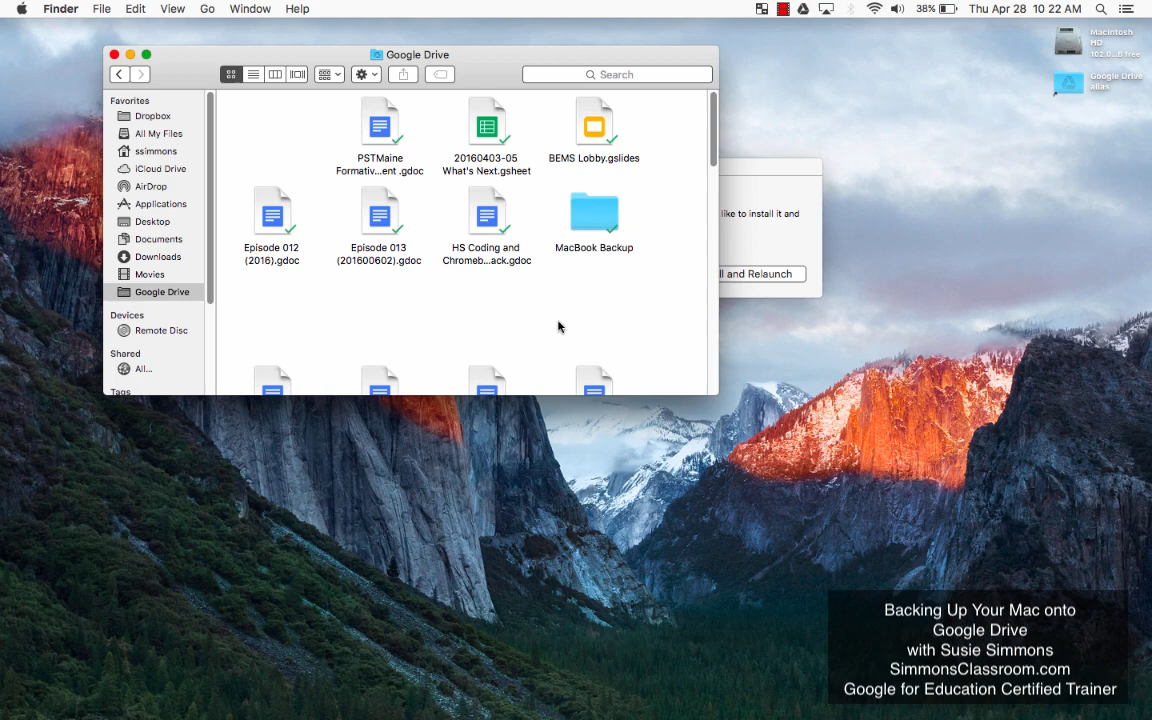 Finder File Edit View Go Window Help
38% Thu Apr 28 10 22 AM
Macintosh
HD
102.0...B free
Google Drive
alias
Google Drive
Search
Favorites
Dropbox
All My Files
ssimmons
iCloud Drive
AirDrop
Applications
Desktop
Documents
Downloads
Movies
Google Drive
Devices
Remote Disc
Shared
All...
Tags
PSTMaine
Formativ...ent .gdoc
20160403-05
What's Next.gsheet
BEMS Lobby.gslides
Episode 012
(2016).gdoc
Episode 013
(201600602).gdoc
HS Coding and
Chromeb...ack.gdoc
MacBook Backup
like to install it and
ll and Relaunch
Backing Up Your Mac onto
Google Drive
with Susie Simmons
SimmonsClassroom.com
Google for Education Certified Trainer